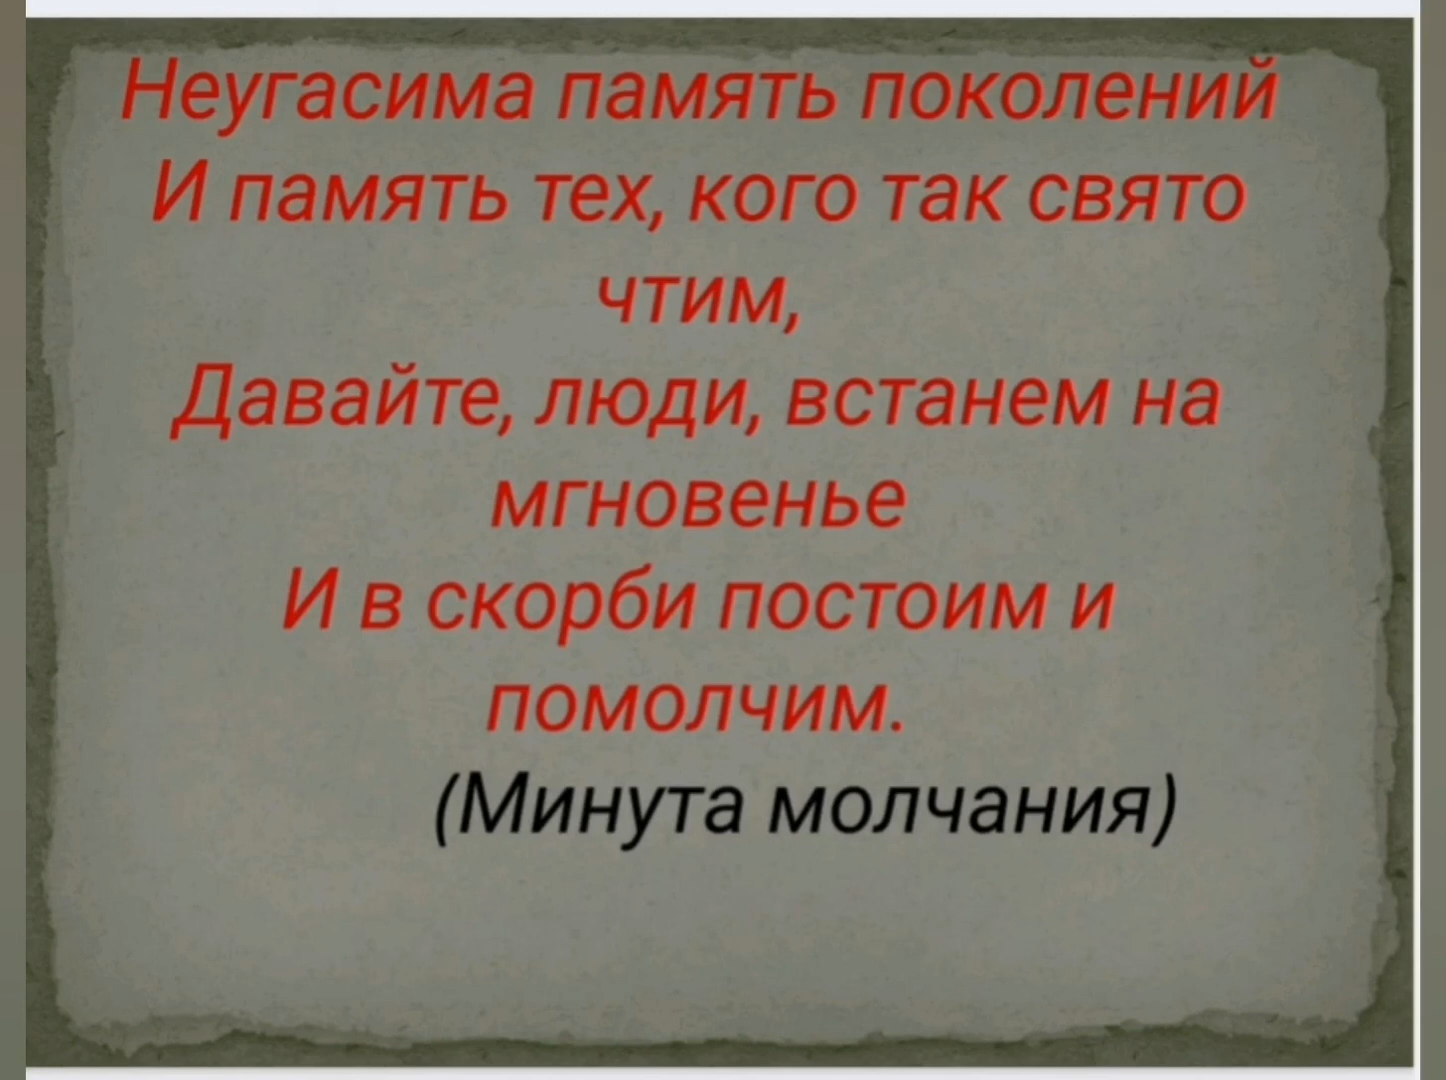 Неугасима память поколений
И память тех, кого так свято
чтим,
Давайте, люди, встанем на
мгновенье
И в скорби постоим и
помолчим.
(Минута молчания)